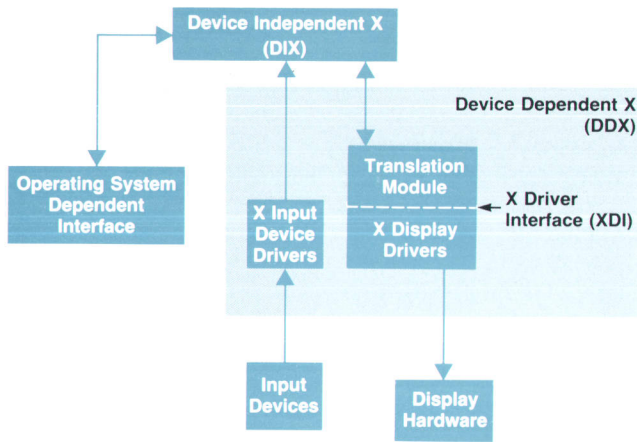 Device Independent X
(DIX)
Device Dependent X
(DDX)
Operating System
Dependent
Interface
X Input
Device
Drivers
Translation
Module
X Display
Drivers
X Driver
Interface (XDI)
Input
Devices
Display
Hardware